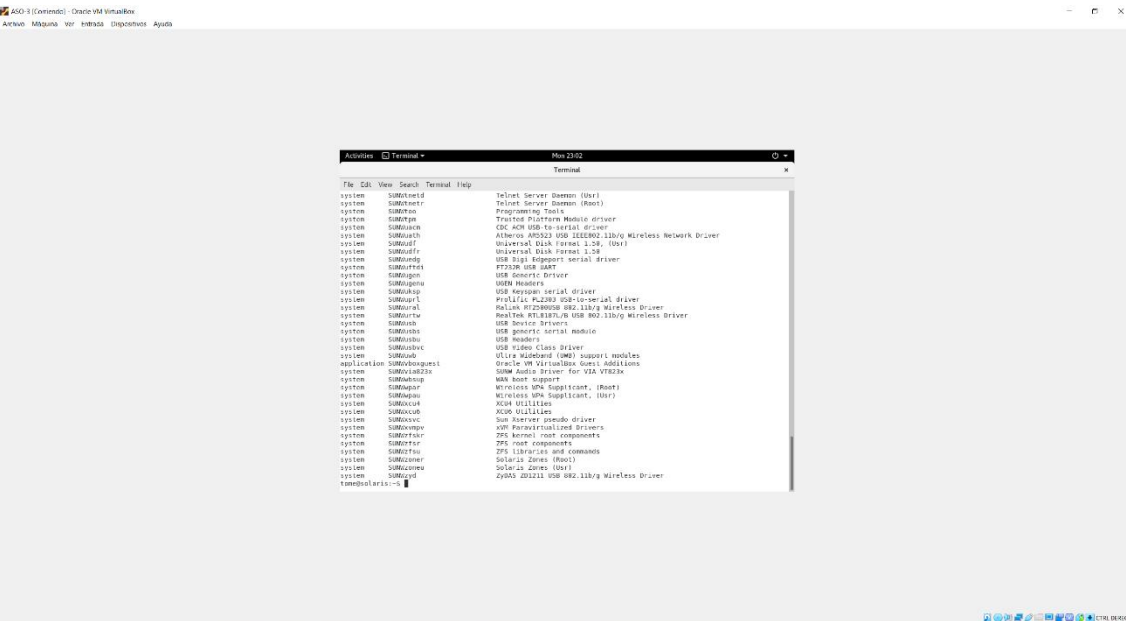 ASO-3 (Corriendo) - Oracle VM VirtualBox
Archivo Máquina Ver Entrada Dispositivos Ayuda
Activities Terminal Mon 23:02
Terminal
File Edit View Search Terminal Help
system SUNWtnetd Telnet Server Daemon (Usr)
system SUNWtnetr Telnet Server Daemon (Root)
system SUNWtoo Programming Tools
system SUNWtpm Trusted Platform Module driver
system SUNWuacm CDC ACM USB-to-serial driver
system SUNWuath Atheros AR5523 USB IEEE802.11b/g Wireless Network Driver
system SUNWudf Universal Disk Format 1.50, (Usr)
system SUNWudfr Universal Disk Format 1.50
system SUNWuedg USB Digi Edgeport serial driver
system SUNWuftdi FT232R USB UART
system SUNWugen USB Generic Driver
system SUNWugenu UGEN Headers
system SUNWuksp USB Keyspan serial driver
system SUNWuprl Prolific PL2303 USB-to-serial driver
system SUNWural Ralink RT2500USB 802.11b/g Wireless Driver
system SUNWurtw RealTek RTL8187L/B USB 802.11b/g Wireless Driver
system SUNWusb USB Device Drivers
system SUNWusbs USB generic serial module
system SUNWusbu USB Headers
system SUNWusbvc USB Video Class Driver
system SUNWuwb Ultra Wideband (UWB) support modules
application SUNWvboxguest Oracle VM VirtualBox Guest Additions
system SUNWvia823x SUNW Audio Driver for VIA VT823x
system SUNWwbsup WAN boot support
system SUNWwpar Wireless WPA Supplicant, (Root)
system SUNWwpau Wireless WPA Supplicant, (Usr)
system SUNWxcu4 XCU4 Utilities
system SUNWxcu6 XCU6 Utilities
system SUNWxsvc Sun Xserver pseudo driver
system SUNWxvmpv xVM Paravirtualized Drivers
system SUNWzfskr ZFS kernel root components
system SUNWzfsr ZFS root components
system SUNWzfsu ZFS libraries and commands
system SUNWzoner Solaris Zones (Root)
system SUNWzoneu Solaris Zones (Usr)
system SUNWzyd ZyDAS ZD1211 USB 802.11b/g Wireless Driver
tome@solaris:~$
CTRL DEREC